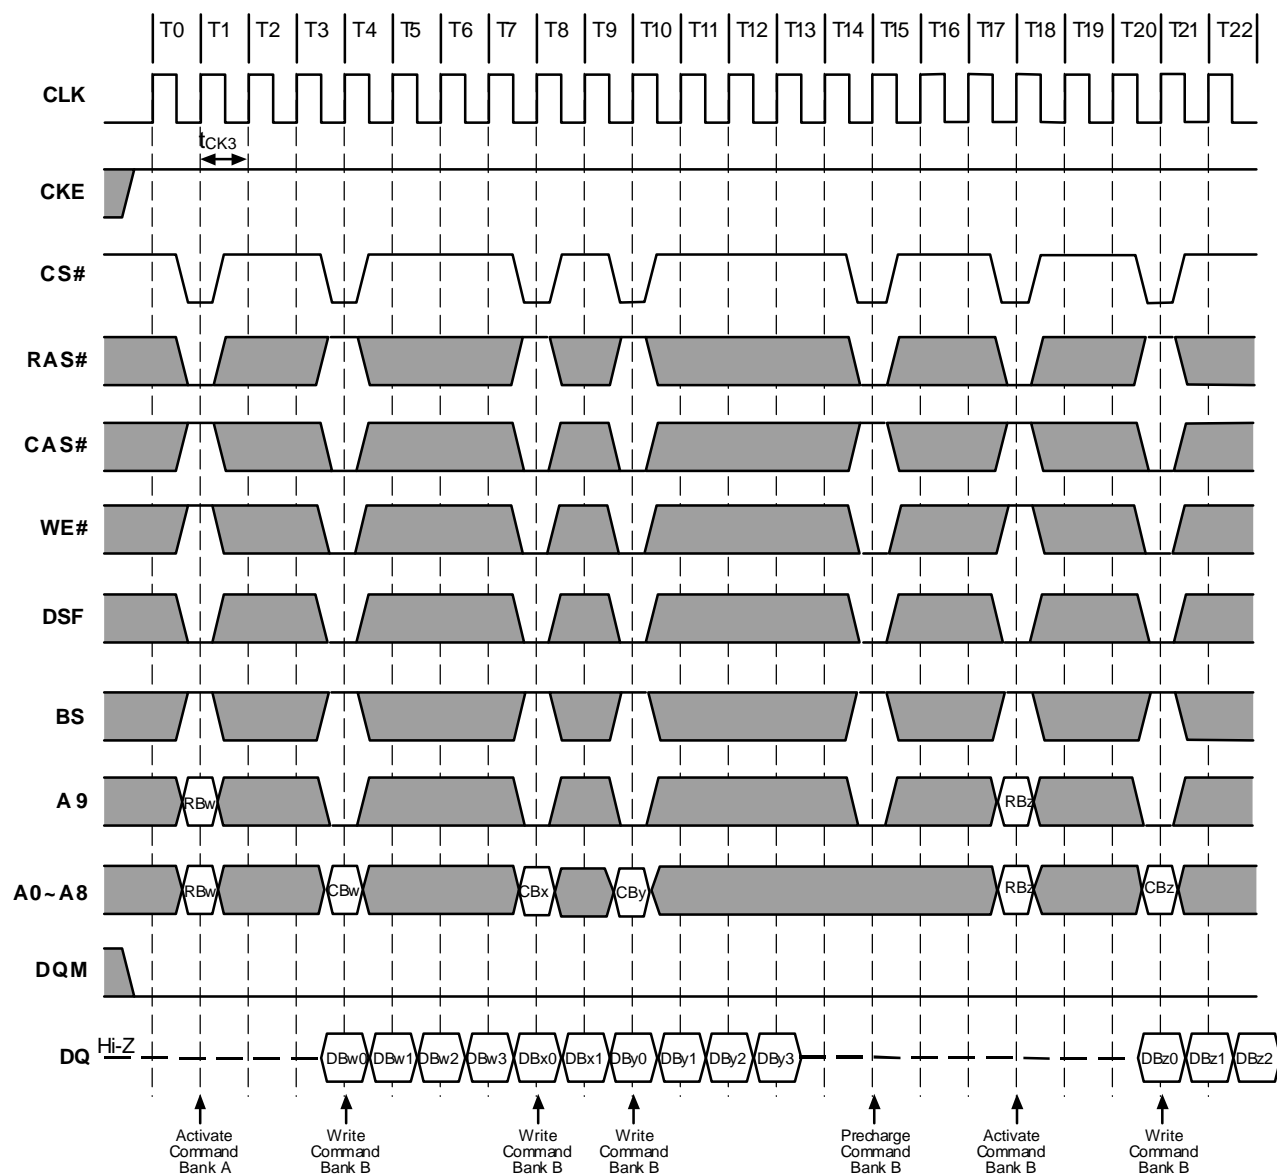 T0 T1 T2 T3 T4 T5 T6 T7 T8 T9 T10 T11 T12 T13 T14 T15 T16 T17 T18 T19 T20 T21 T22
CLK
tCK3
CKE
CS#
RAS#
CAS#
WE#
DSF
BS
A9 RBw RBz
A0~A8 RBw CBw CBx CBy RBz CBz
DQM
DQ Hi-Z DBw0 DBw1 DBw2 DBw3 DBx0 DBx1 DBy0 DBy1 DBy2 DBy3 DBz0 DBz1 DBz2
Activate Write Write Write Precharge Activate Write
Command Command Command Command Command Command Command
Bank A Bank B Bank B Bank B Bank B Bank B Bank B